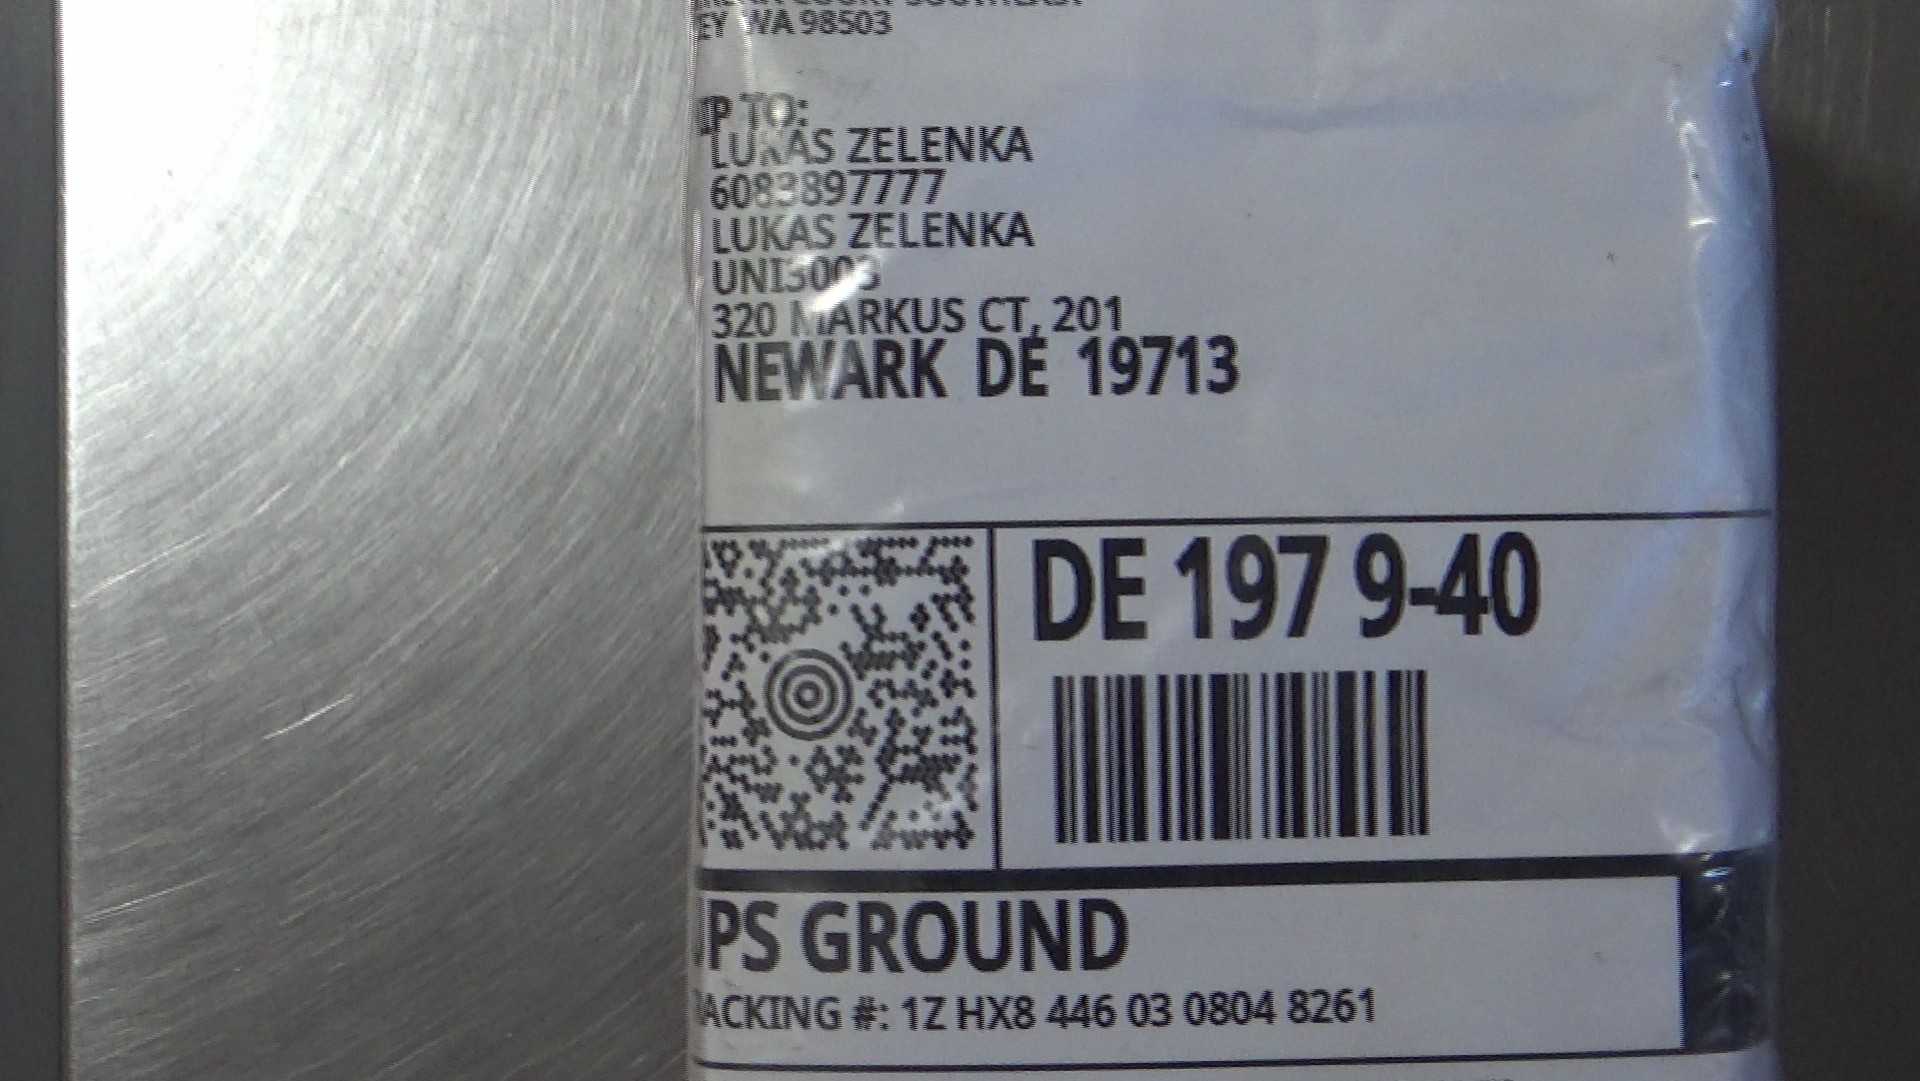 WA 98503
TO:
LUKAS ZELENKA
6083897777
LUKAS ZELENKA
UNI3003
320 MARKUS CT, 201
NEWARK DE 19713
DE 197 9-40
PS GROUND
ACKING #: 1Z HX8 446 03 0804 8261